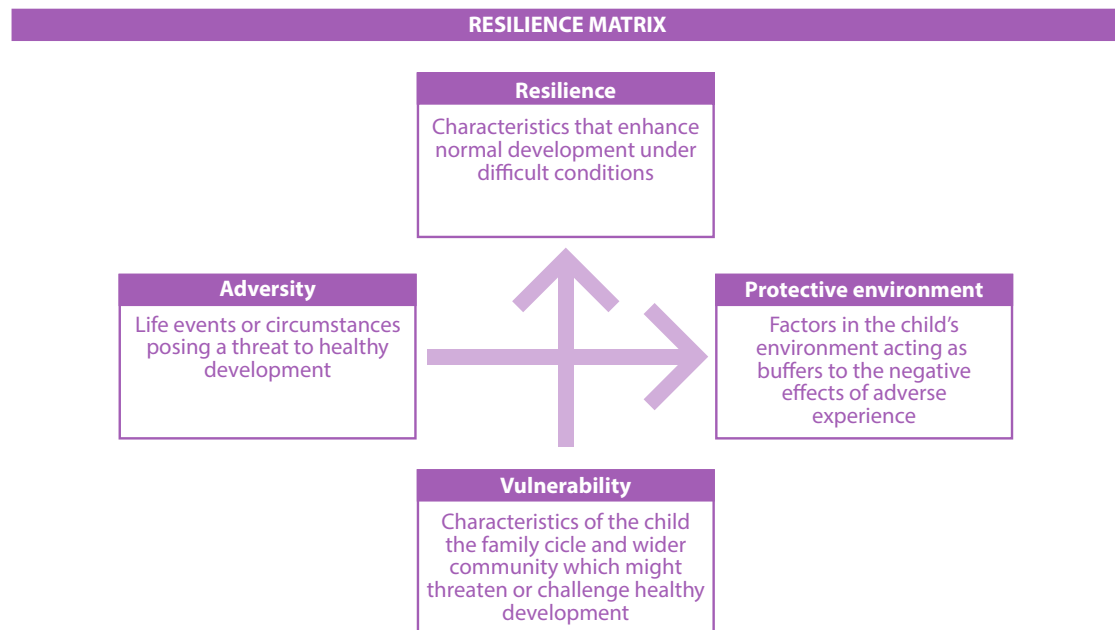 RESILIENCE MATRIX
Resilience
Characteristics that enhance
normal development under
difficult conditions
Adversity
Life events or circumstances
posing a threat to healthy
development
Protective environment
Factors in the child’s
environment acting as
buffers to the negative
effects of adverse
experience
Vulnerability
Characteristics of the child
the family cicle and wider
community which might
threaten or challenge healthy
development